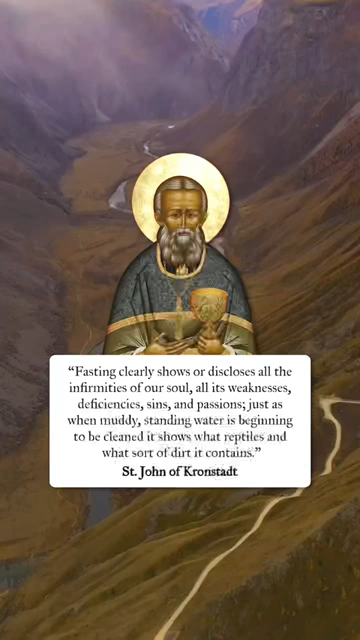 “Fasting clearly shows or discloses all the
infirmities of our soul, all its weaknesses,
deficiencies, sins, and passions; just as
when muddy, standing water is beginning
to be cleaned it shows what reptiles and
what sort of dirt it contains.”
St. John of Kronstadt